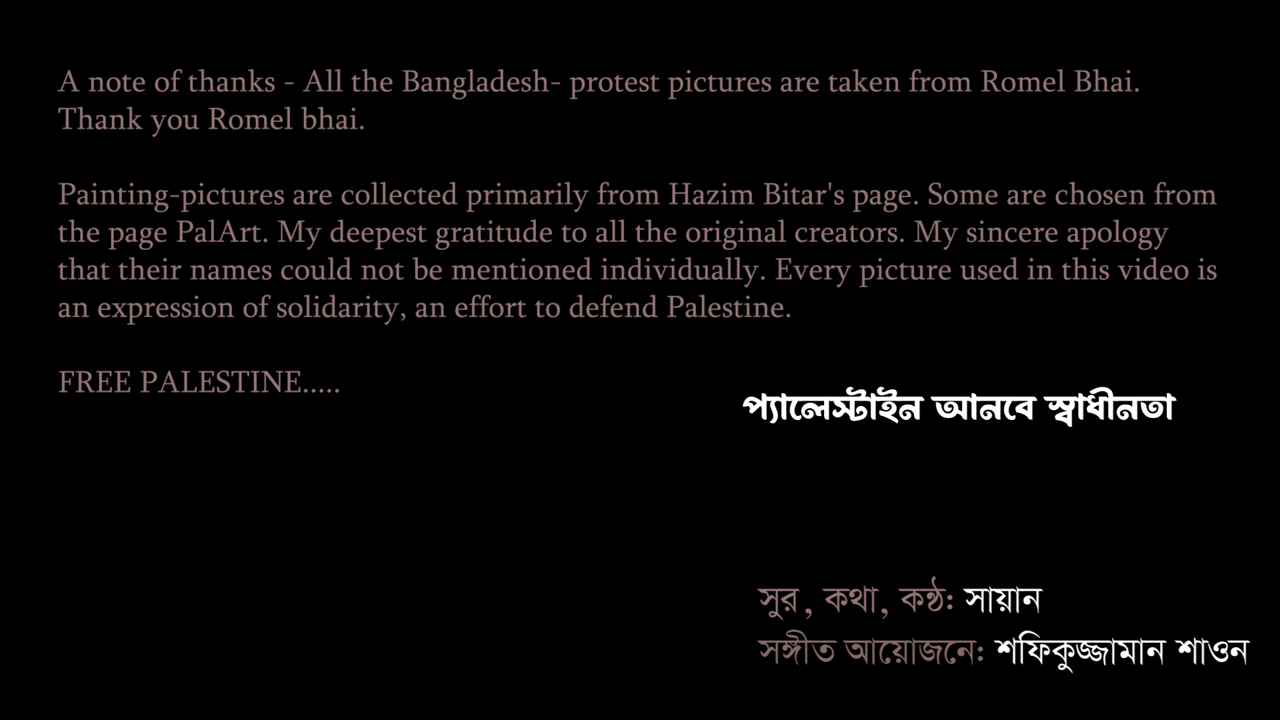 A note of thanks - All the Bangladesh- protest pictures are taken from Romel Bhai.
Thank you Romel bhai.
Painting-pictures are collected primarily from Hazim Bitar's page. Some are chosen from
the page PalArt. My deepest gratitude to all the original creators. My sincere apology
that their names could not be mentioned individually. Every picture used in this video is
an expression of solidarity, an effort to defend Palestine.
FREE PALESTINE.....
প্যালেস্টাইন আনবে স্বাধীনতা
সুর, কথা, কন্ঠ: সায়ান
সঙ্গীত আয়োজনে: শফিকুজ্জামান শাওন